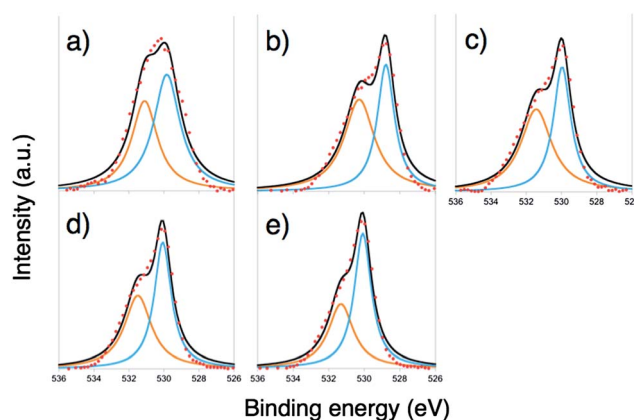 a)
b)
c)
Intensity (a.u.)
536 534 532 530 528 52
d)
e)
536 534 532 530 528 526
536 534 532 530 528 526
Binding energy (eV)